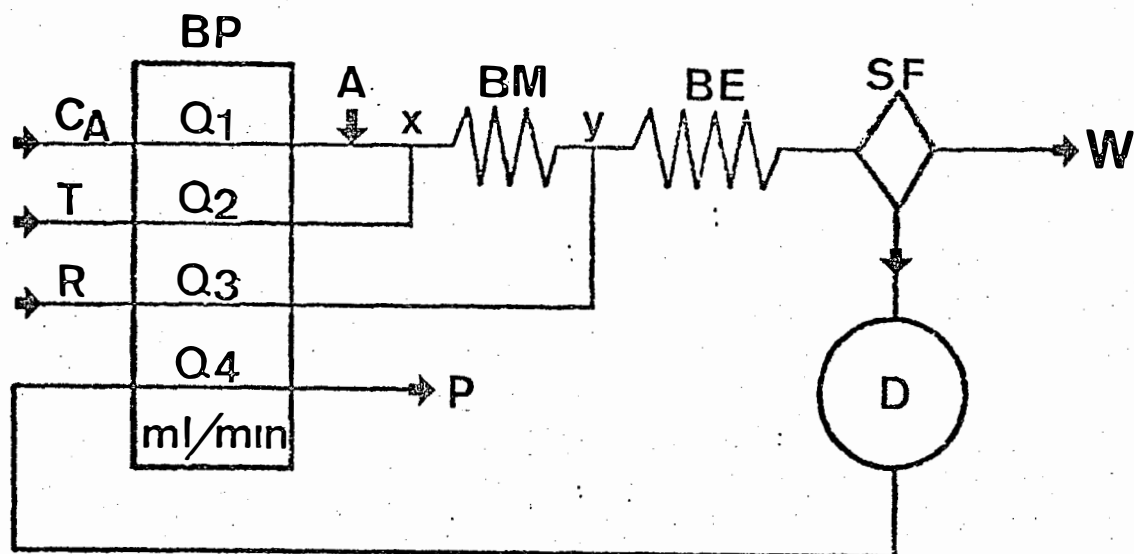 BP
CA Q1 A x BM y BE SF W
T Q2
R Q3
Q4 P D
ml/min